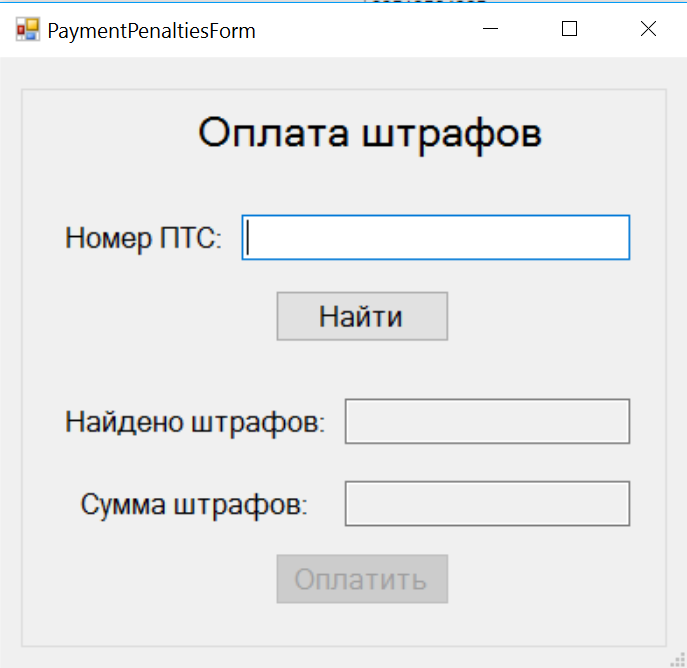 PaymentPenaltiesForm
Оплата штрафов
Номер ПТС:
Найти
Найдено штрафов:
Сумма штрафов:
Оплатить